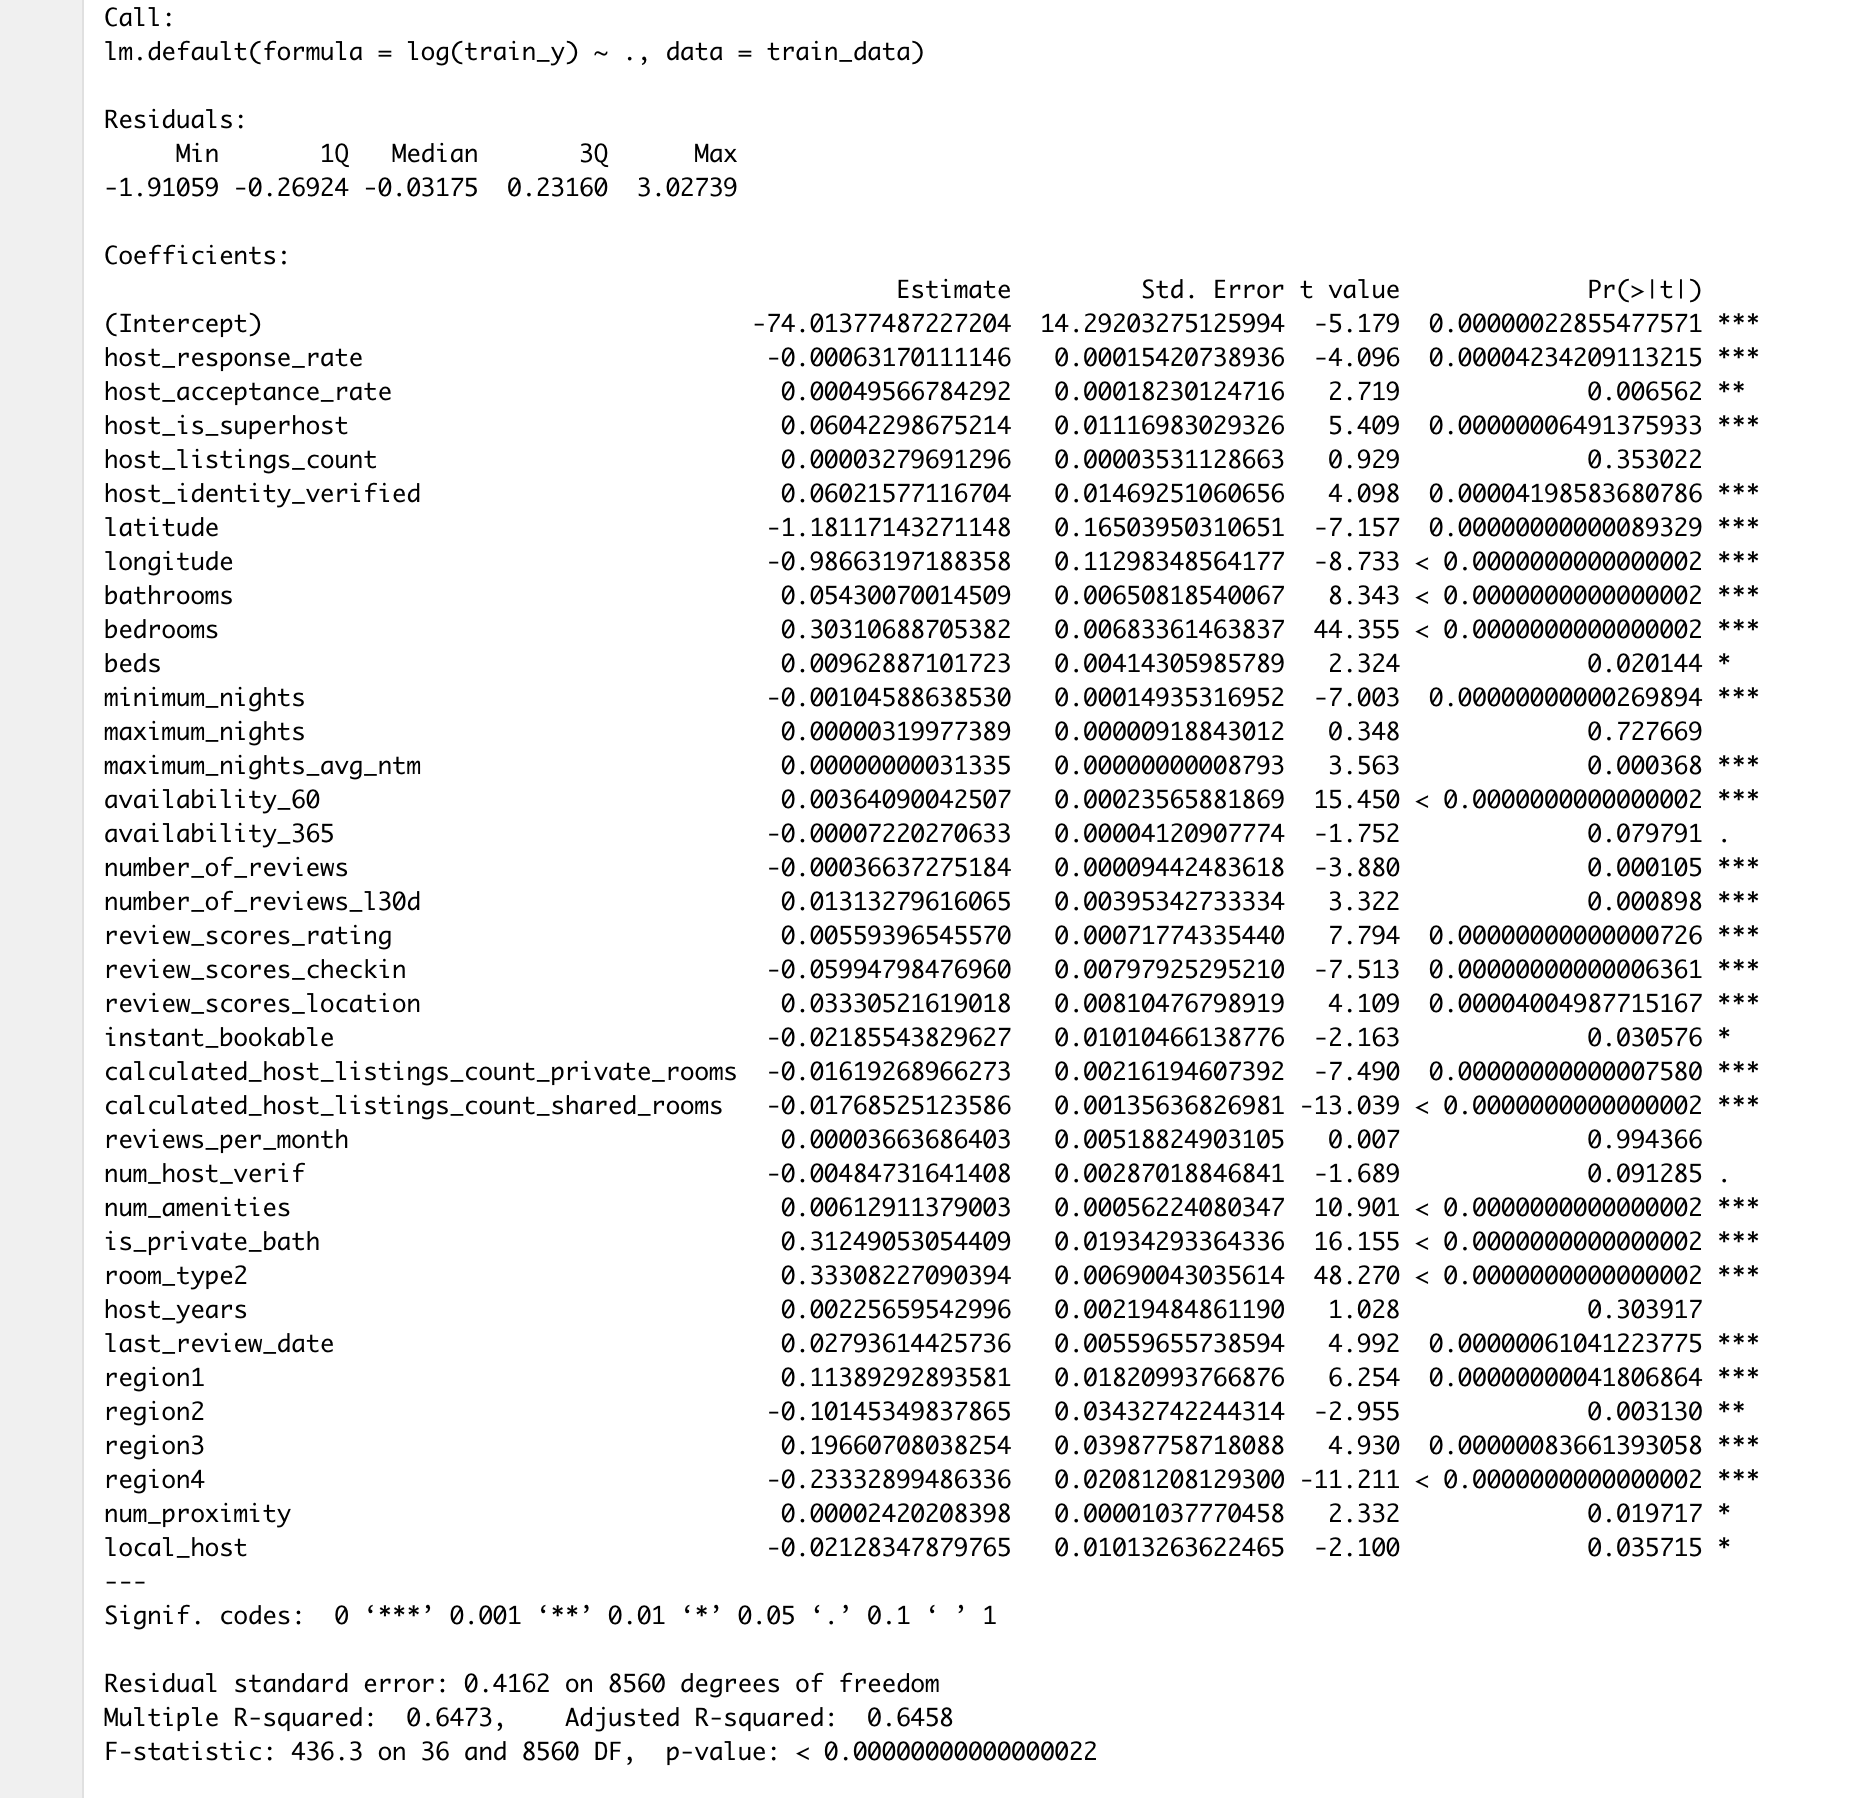 Call:
lm.default(formula = log(train_y) ~ ., data = train_data)
Residuals:
Min 1Q Median 3Q Max
-1.91059 -0.26924 -0.03175 0.23160 3.02739
Coefficients:
Estimate Std. Error t value Pr(>|t|)
(Intercept) -74.01377487227204 14.29203275125994 -5.179 0.00000022855477571 ***
host_response_rate -0.00063170111146 0.00015420738936 -4.096 0.00004234209113215 ***
host_acceptance_rate 0.00049566784292 0.00018230124716 2.719 0.006562 **
host_is_superhost 0.06042298675214 0.01116983029326 5.409 0.00000006491375933 ***
host_listings_count 0.00003279691296 0.00003531128663 0.929 0.353022
host_identity_verified 0.06021577116704 0.01469251060656 4.098 0.00004198583680786 ***
latitude -1.18117143271148 0.16503950310651 -7.157 0.00000000000089329 ***
longitude -0.98663197188358 0.11298348564177 -8.733 < 0.0000000000000002 ***
bathrooms 0.05430070014509 0.00650818540067 8.343 < 0.0000000000000002 ***
bedrooms 0.30310688705382 0.00683361463837 44.355 < 0.0000000000000002 ***
beds 0.00962887101723 0.00414305985789 2.324 0.020144 *
minimum_nights -0.00104588638530 0.00014935316952 -7.003 0.00000000000269894 ***
maximum_nights 0.00000319977389 0.00000918843012 0.348 0.727669
maximum_nights_avg_ntm 0.00000000031335 0.00000000008793 3.563 0.000368 ***
availability_60 0.00364090042507 0.00023565881869 15.450 < 0.0000000000000002 ***
availability_365 -0.00007220270633 0.00004120907774 -1.752 0.079791 .
number_of_reviews -0.00036637275184 0.00009442483618 -3.880 0.000105 ***
number_of_reviews_l30d 0.01313279616065 0.00395342733334 3.322 0.000898 ***
review_scores_rating 0.00559396545570 0.00071774335440 7.794 0.00000000000000726 ***
review_scores_checkin -0.05994798476960 0.00797925295210 -7.513 0.00000000000006361 ***
review_scores_location 0.03330521619018 0.00810476798919 4.109 0.00004004987715167 ***
instant_bookable -0.02185543829627 0.01010466138776 -2.163 0.030576 *
calculated_host_listings_count_private_rooms -0.01619268966273 0.00216194607392 -7.490 0.00000000000007580 ***
calculated_host_listings_count_shared_rooms -0.01768525123586 0.00135636826981 -13.039 < 0.0000000000000002 ***
reviews_per_month 0.00003663686403 0.00518824903105 0.007 0.994366
num_host_verif -0.00484731641408 0.00287018846841 -1.689 0.091285 .
num_amenities 0.00612911379003 0.00056224080347 10.901 < 0.0000000000000002 ***
is_private_bath 0.31249053054409 0.01934293364336 16.155 < 0.0000000000000002 ***
room_type2 0.33308227090394 0.00690043035614 48.270 < 0.0000000000000002 ***
host_years 0.00225659542996 0.00219484861190 1.028 0.303917
last_review_date 0.02793614425736 0.00559655738594 4.992 0.00000061041223775 ***
region1 0.11389292893581 0.01820993766876 6.254 0.00000000041806864 ***
region2 -0.10145349837865 0.03432742244314 -2.955 0.003130 **
region3 0.19660708038254 0.03987758718088 4.930 0.00000083661393058 ***
region4 -0.23332899486336 0.02081208129300 -11.211 < 0.0000000000000002 ***
num_proximity 0.00002420208398 0.00001037770458 2.332 0.019717 *
local_host -0.02128347879765 0.01013263622465 -2.100 0.035715 *
---
Signif. codes: 0 ‘***’ 0.001 ‘**’ 0.01 ‘*’ 0.05 ‘.’ 0.1 ‘ ’ 1
Residual standard error: 0.4162 on 8560 degrees of freedom
Multiple R-squared: 0.6473, Adjusted R-squared: 0.6458
F-statistic: 436.3 on 36 and 8560 DF, p-value: < 0.00000000000000022